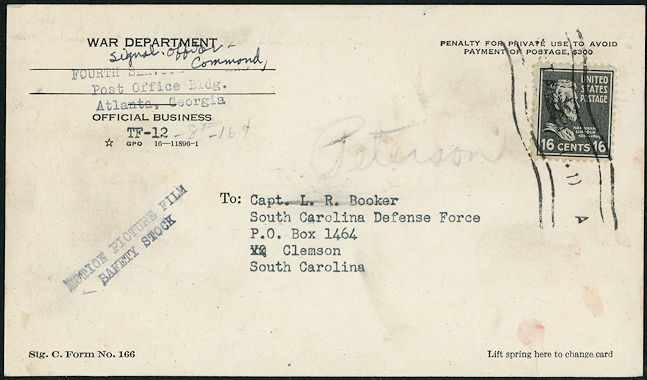 WAR DEPARTMENT
Signal Officer
Command,
FOURTH
Post Office Bldg.
Atlanta, Georgia
OFFICIAL BUSINESS
TF-12
☆ GPO 16—11896-1
PENALTY FOR PRIVATE USE TO AVOID
PAYMENT OF POSTAGE, $300
UNITED
STATES
POSTAGE
ABRAHAM
LINCOLN
16 CENTS 16
Peterson
To: Capt. L. R. Booker
South Carolina Defense Force
P.O. Box 1464
Clemson
South Carolina
MOTION PICTURE FILM
SAFETY STOCK
Sig. C. Form No. 166
Lift spring here to change card